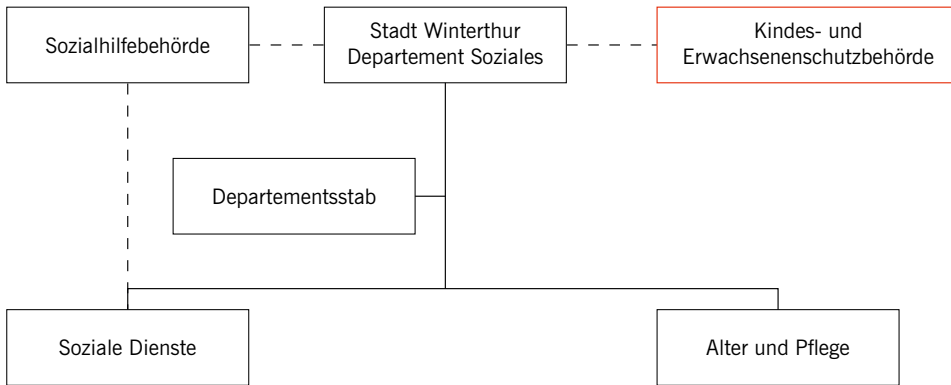 Sozialhilfebehörde
Stadt Winterthur
Departement Soziales
Kindes- und
Erwachsenenschutzbehörde
Departementsstab
Soziale Dienste
Alter und Pflege